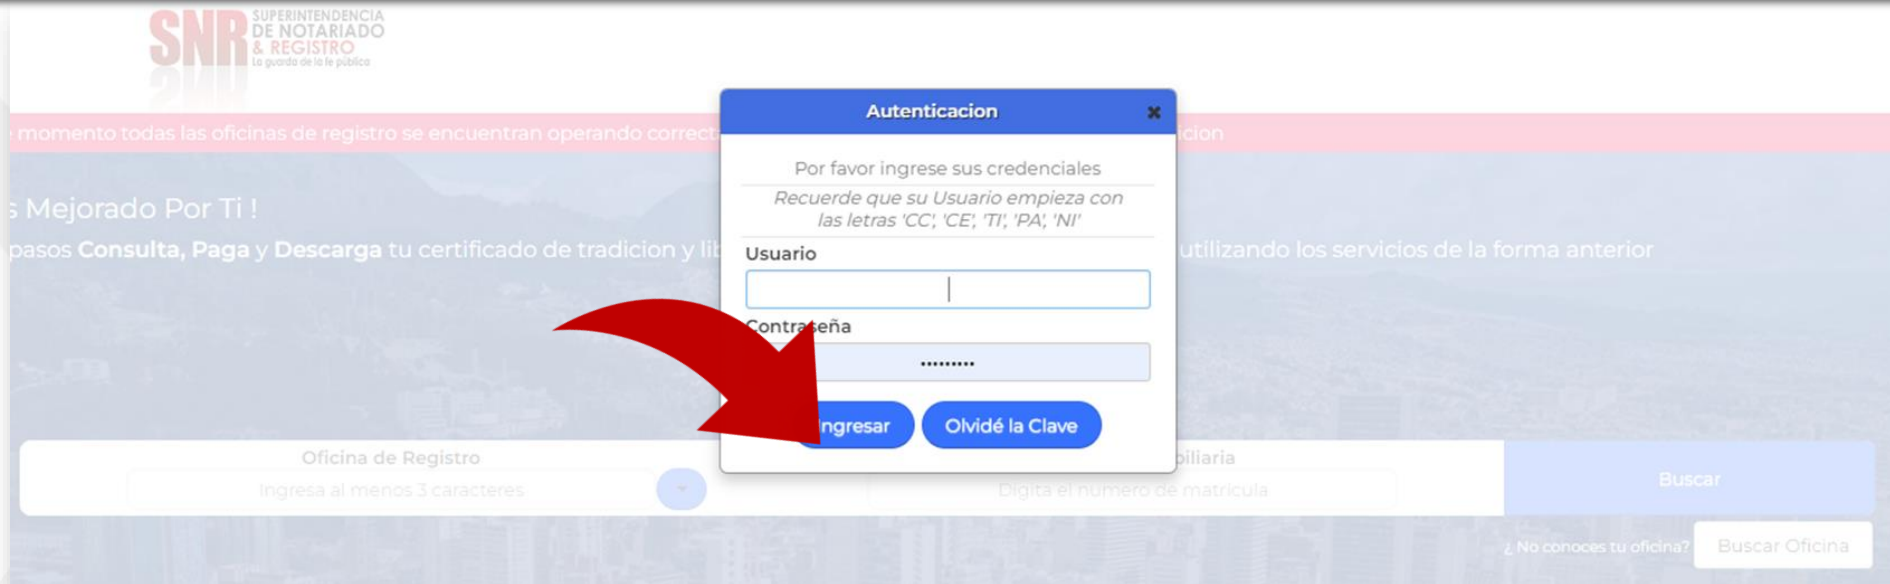 SNR SUPERINTENDENCIA
DE NOTARIADO
& REGISTRO
La guarda de la fe pública
momento todas las oficinas de registro se encuentran operando correct
icion
s Mejorado Por Ti !
pasos Consulta, Paga y Descarga tu certificado de tradicion y lib
utilizando los servicios de la forma anterior
Autenticacion
Por favor ingrese sus credenciales
Recuerde que su Usuario empieza con
las letras 'CC', 'CE', 'TI', 'PA', 'NI'
Usuario
Contraseña
•••••••••
Ingresar
Olvidé la Clave
Oficina de Registro
Ingresa al menos 3 caracteres
biliaria
Digita el numero de matricula
Buscar
¿ No conoces tu oficina?
Buscar Oficina